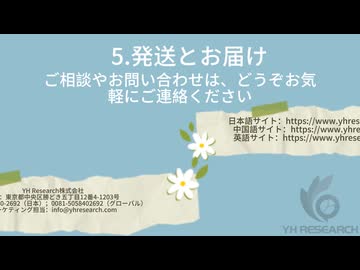 5.発送とお届け
ご相談やお問い合わせは、どうぞお気
軽にご連絡ください
日本語サイト：https://www.yhres
中国語サイト：https://www.yhr
英語サイト：https://www.yhres
YH Research株式会社
：東京都中央区勝どき五丁目12番4-1203号
0-2692（日本）；0081-5058402692（グローバル）
ーケティング担当：info@yhresearch.com
YH RESEARCH